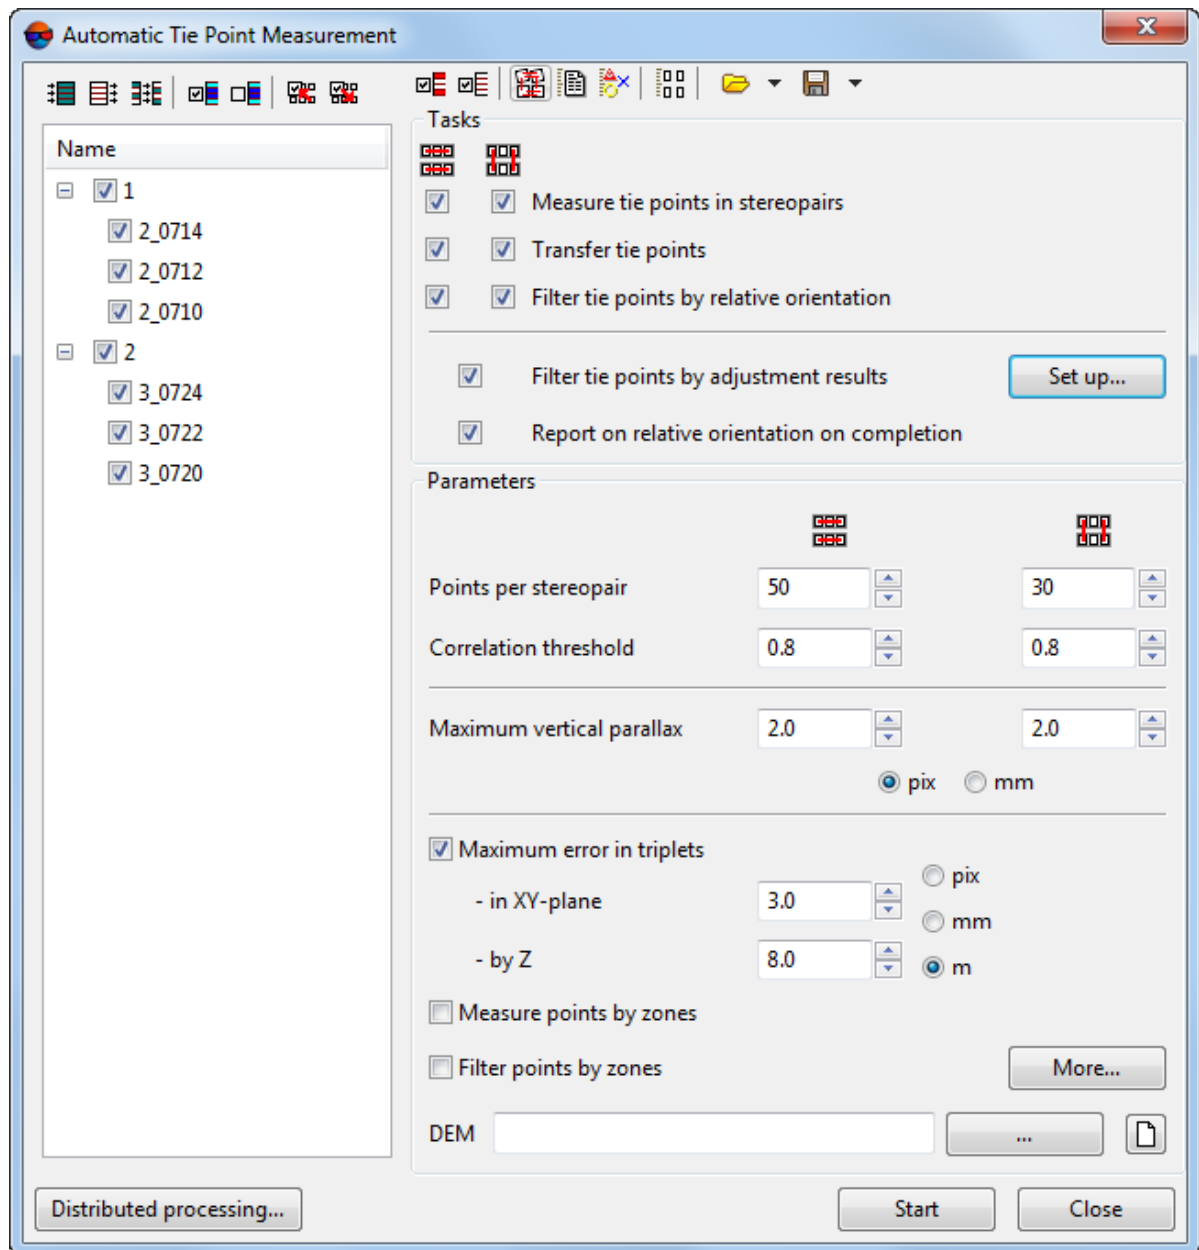 Automatic Tie Point Measurement
Name
1
2_0714
2_0712
2_0710
2
3_0724
3_0722
3_0720
Tasks
Measure tie points in stereopairs
Transfer tie points
Filter tie points by relative orientation
Filter tie points by adjustment results Set up...
Report on relative orientation on completion
Parameters
Points per stereopair 50 30
Correlation threshold 0.8 0.8
Maximum vertical parallax 2.0 2.0
pix mm
Maximum error in triplets
pix
- in XY-plane 3.0
mm
- by Z 8.0 m
Measure points by zones
Filter points by zones More...
DEM ...
Distributed processing... Start Close